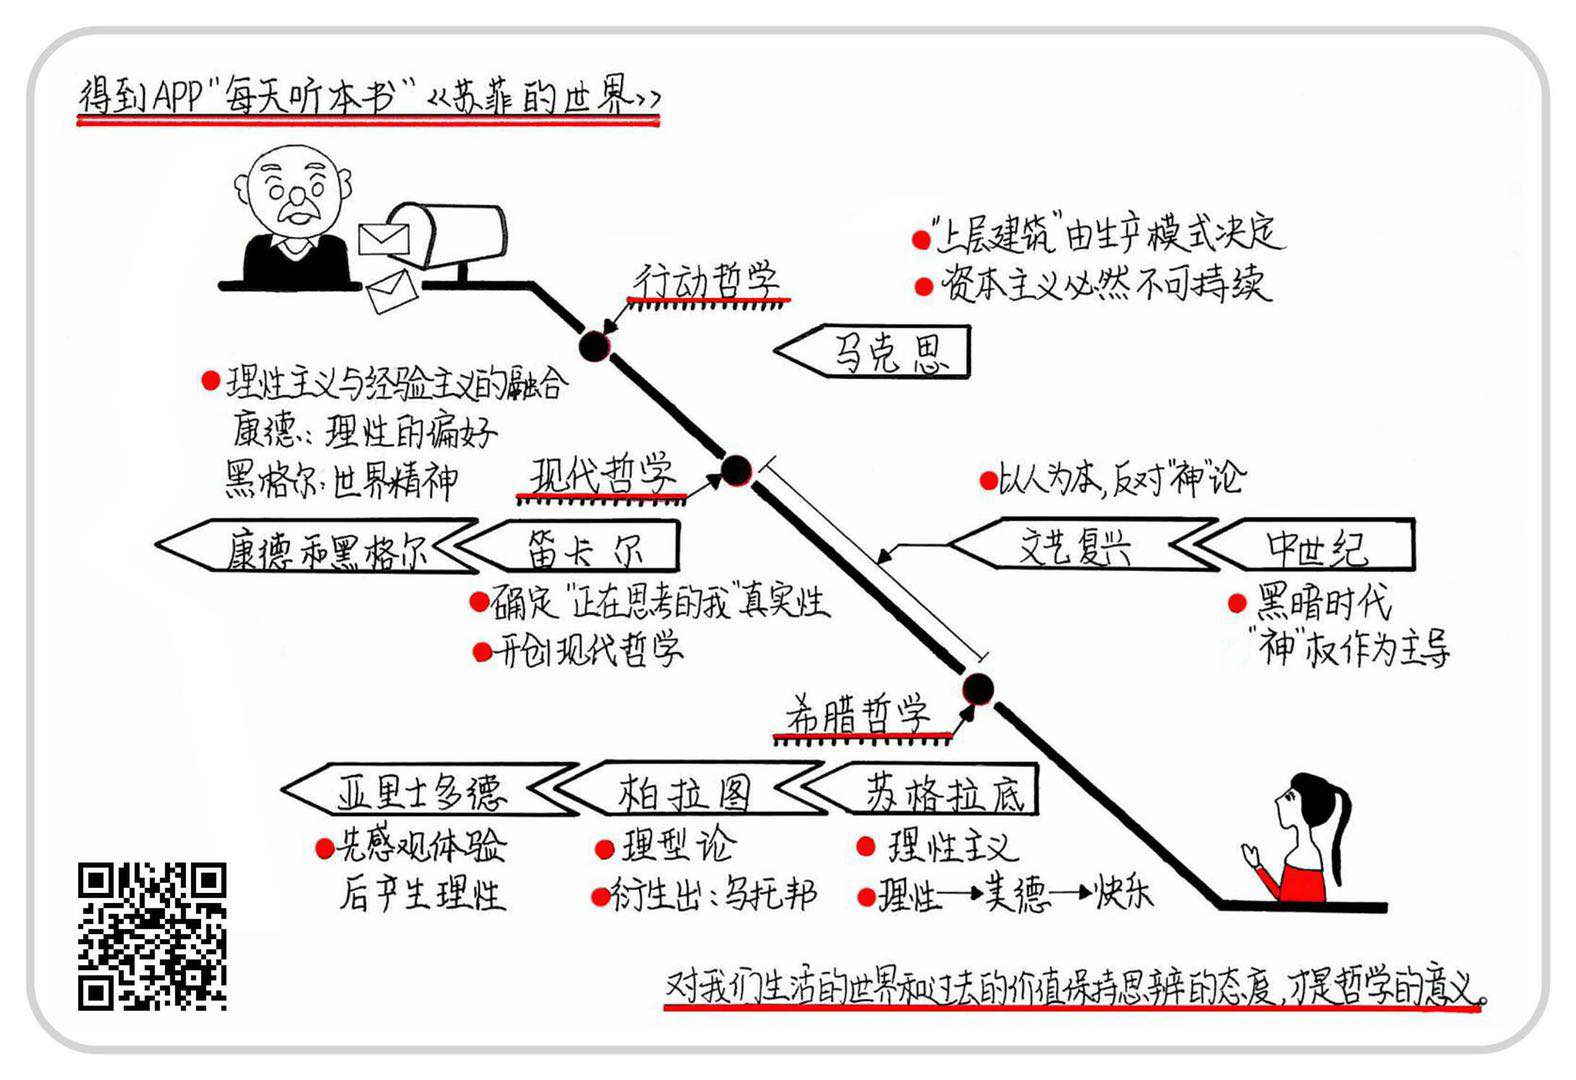 得到APP"每天听本书"《苏菲的世界》
行动哲学
●"上层建筑"由生产模式决定
●资本主义必然不可持续
马克思
●理性主义与经验主义的融合
康德:理性的偏好
黑格尔:世界精神
现代哲学
康德和黑格尔
笛卡尔
●确定"正在思考的我"真实性
●开创现代哲学
●以人为本,反对"神"论
文艺复兴
中世纪
●黑暗时代
"神"权作为主导
希腊哲学
亚里士多德
柏拉图
苏格拉底
●先感观体验
后产生理性
●理型论
●衍生出:乌托邦
●理性主义
●理性→美德→快乐
对我们生活的世界和过去的价值保持思辨的态度,才是哲学的意义。